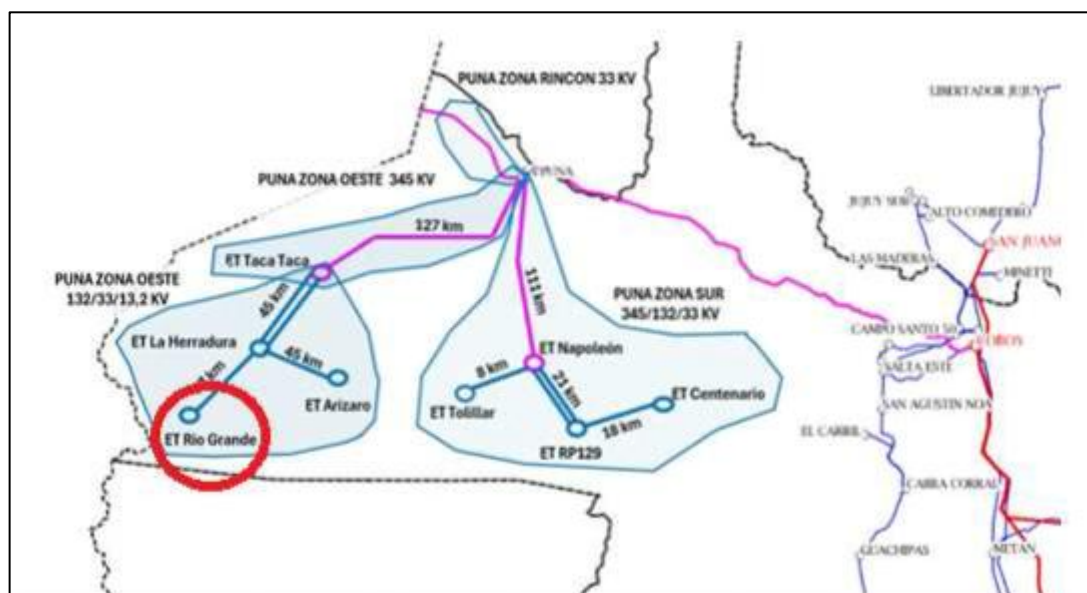 PUNA ZONA RINCON 33 KV
LIBERTADOR JUJUY
PUNA ZONA OESTE 345 KV
PUNA
JUJUY SUR
ALTO COMEDERO
127 km
SAN JUAN
ET Taca Taca
LAS MADERAS
MINETTI
PUNA ZONA OESTE
132/33/13,2 KV
45 km
111 km
PUNA ZONA SUR
345/132/33 KV
ET La Herradura
45 km
ET Napoleón
CAMPO SANTO
COBOS
SALTA ESTE
8 km
21 km
ET Arizaro
ET Tolillar
ET Centenario
SAN AGUSTIN NOA
ET Rio Grande
18 km
ET RP129
EL CARRIL
CABRA CORRAL
GUACHIPAS
METAN